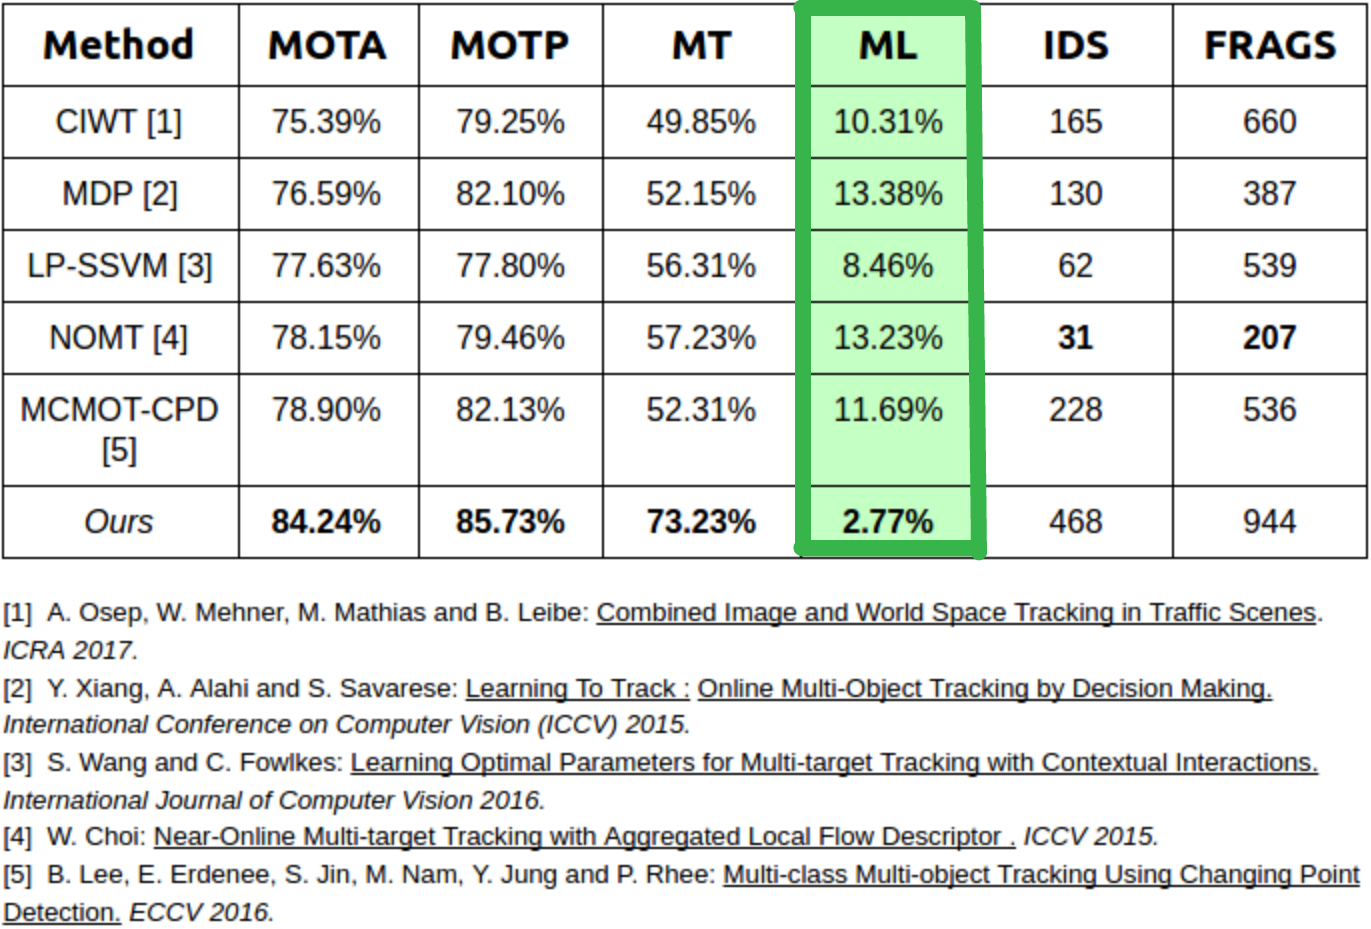 Method MOTA MOTP MT ML IDS FRAGS
CIWT [1] 75.39% 79.25% 49.85% 10.31% 165 660
MDP [2] 76.59% 82.10% 52.15% 13.38% 130 387
LP-SSVM [3] 77.63% 77.80% 56.31% 8.46% 62 539
NOMT [4] 78.15% 79.46% 57.23% 13.23% 31 207
MCMOT-CPD 78.90% 82.13% 52.31% 11.69% 228 536
[5]
Ours 84.24% 85.73% 73.23% 2.77% 468 944
[1] A. Osep, W. Mehner, M. Mathias and B. Leibe: Combined Image and World Space Tracking in Traffic Scenes.
ICRA 2017.
[2] Y. Xiang, A. Alahi and S. Savarese: Learning To Track : Online Multi-Object Tracking by Decision Making.
International Conference on Computer Vision (ICCV) 2015.
[3] S. Wang and C. Fowlkes: Learning Optimal Parameters for Multi-target Tracking with Contextual Interactions.
International Journal of Computer Vision 2016.
[4] W. Choi: Near-Online Multi-target Tracking with Aggregated Local Flow Descriptor . ICCV 2015.
[5] B. Lee, E. Erdenee, S. Jin, M. Nam, Y. Jung and P. Rhee: Multi-class Multi-object Tracking Using Changing Point
Detection. ECCV 2016.